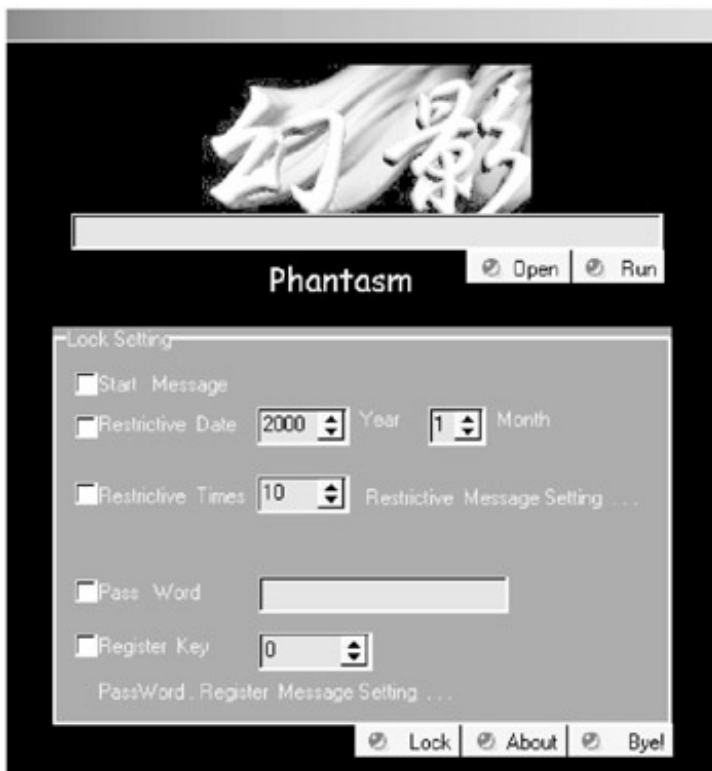 幻影
Open Run
Phantasm
Lock Setting
Start Message
Restrictive Date 2000 Year 1 Month
Restrictive Times 10 Restrictive Message Setting ...
Pass Word
Register Key 0
PassWord . Register Message Setting ...
Lock About Bye!